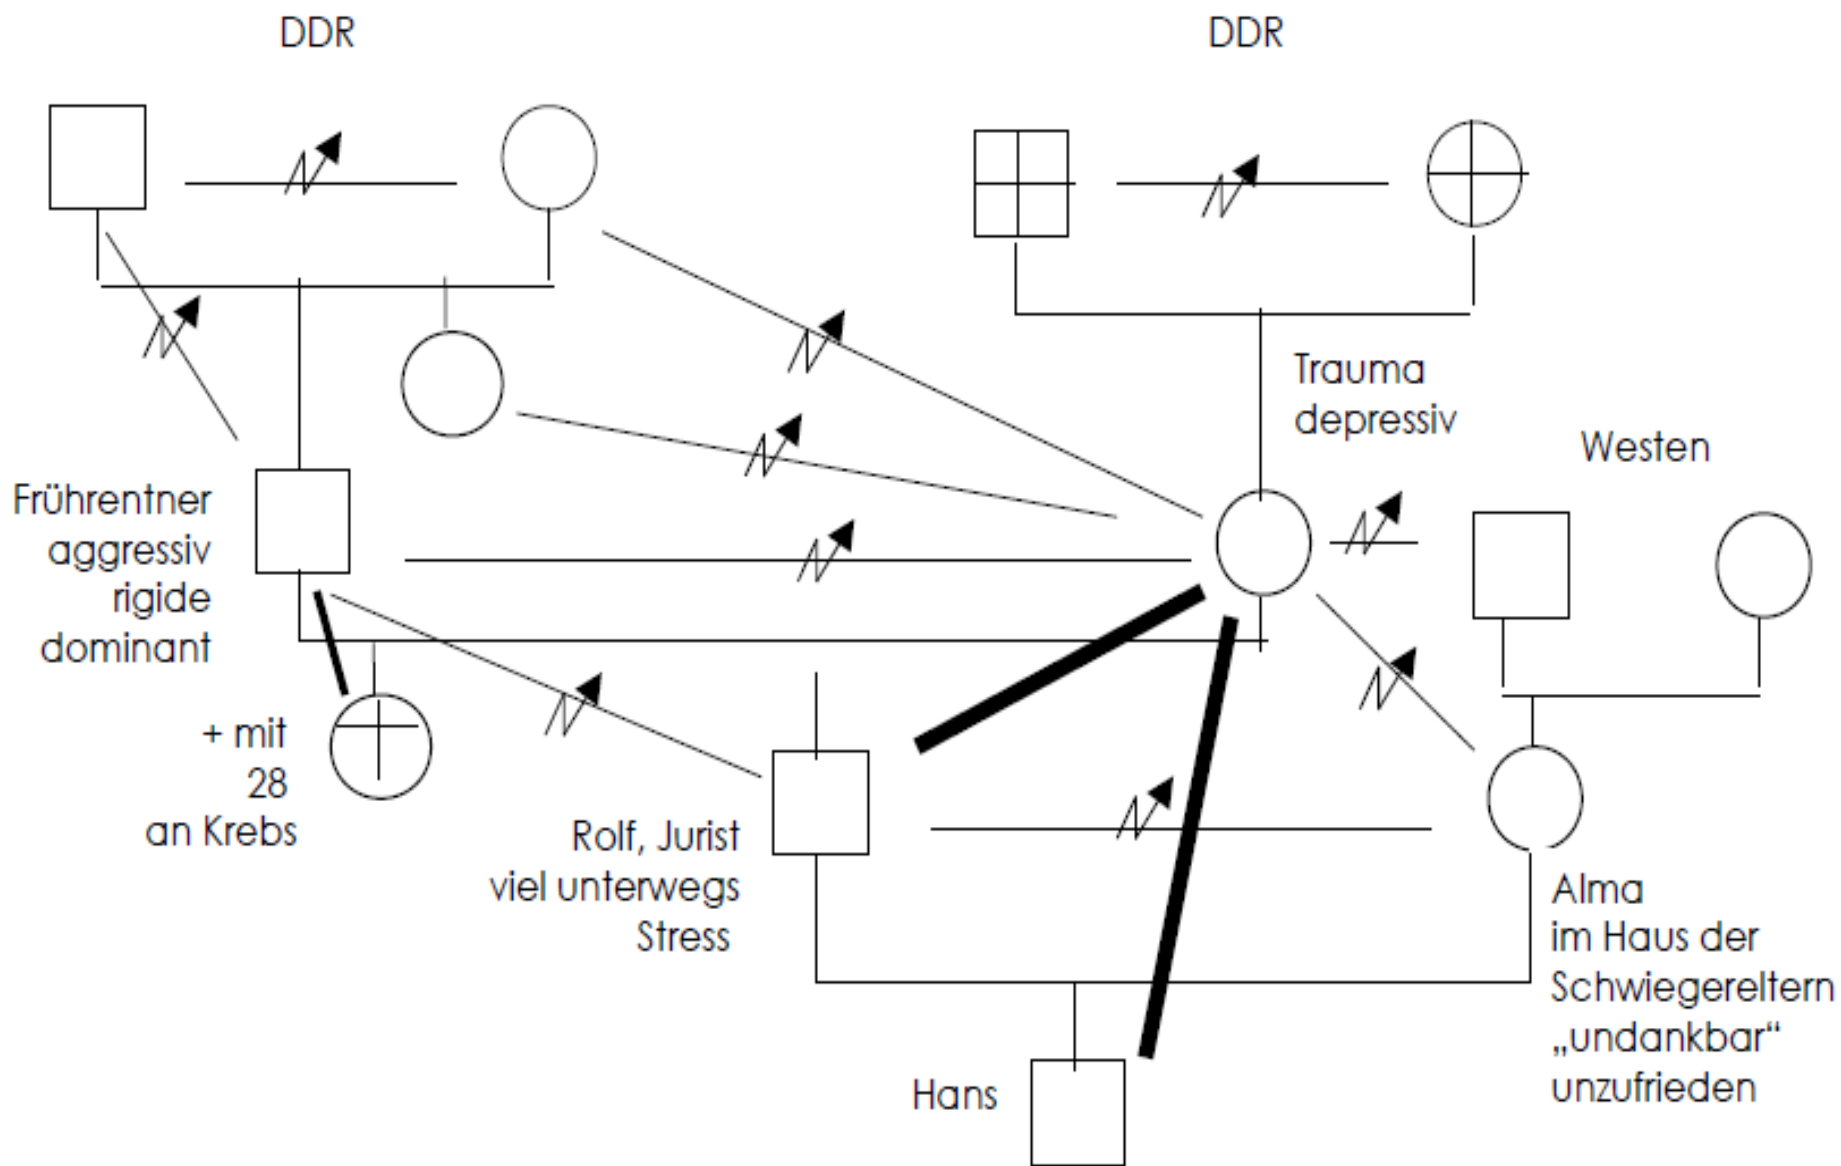 DDR
DDR
Trauma
depressiv
Westen
Frührentner
aggressiv
rigide
dominant
+ mit
28
an Krebs
Rolf, Jurist
viel unterwegs
Stress
Alma
im Haus der
Schwiegereltern
„undankbar“
unzufrieden
Hans